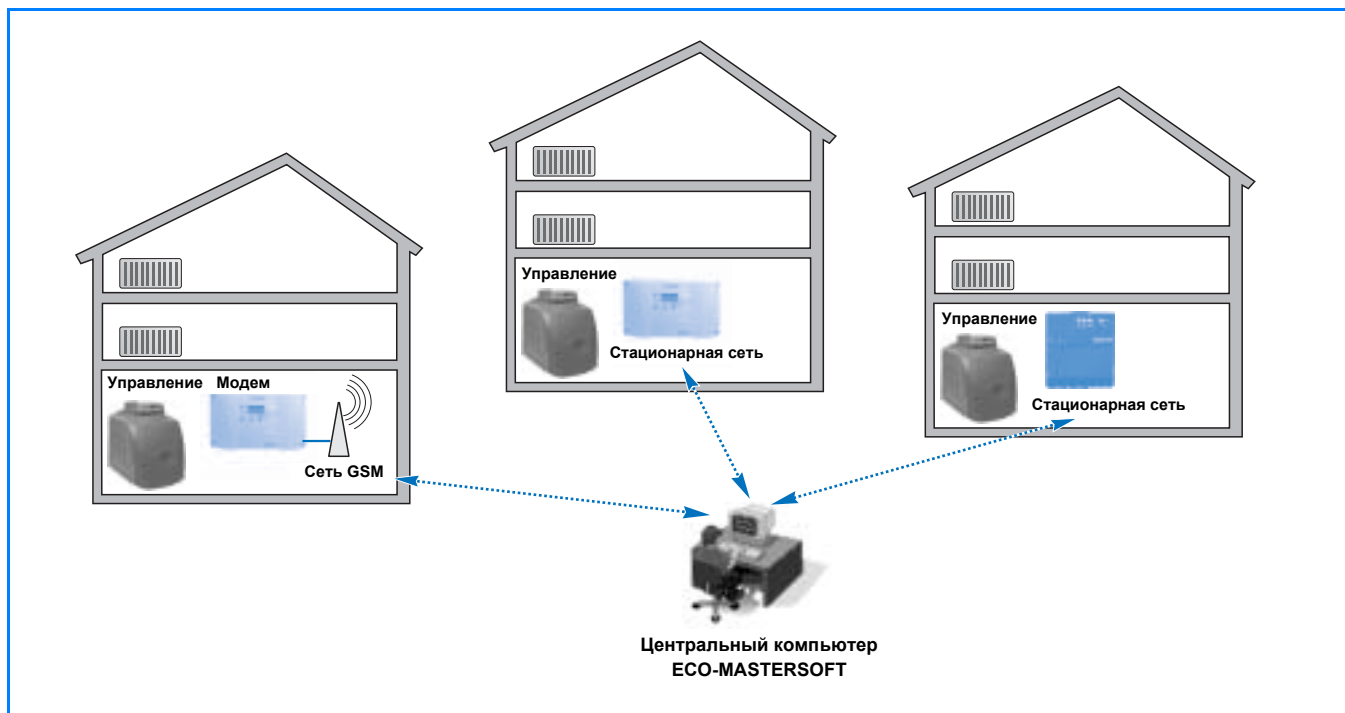 Управление Модем
Сеть GSM
Управление
Стационарная сеть
Управление
Стационарная сеть
Центральный компьютер
ECO-MASTERSOFT